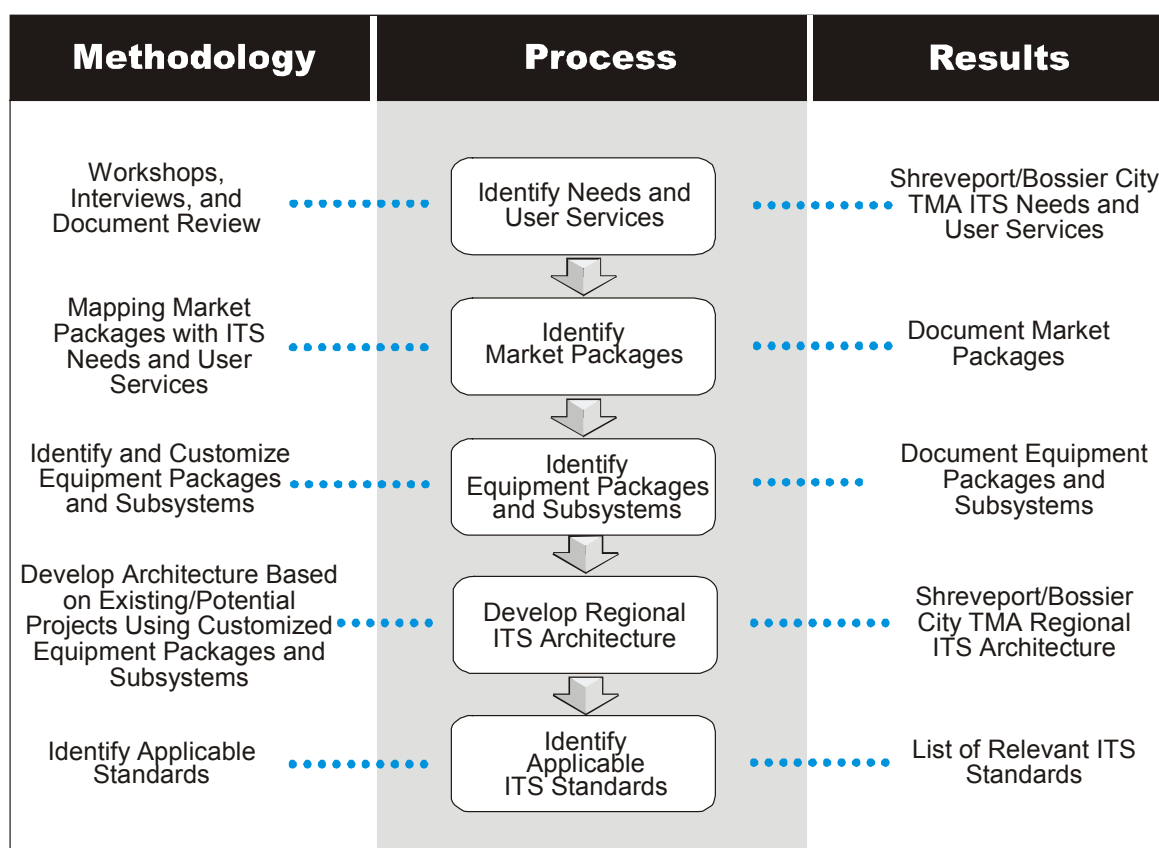 Methodology
Process
Results
Workshops,
Interviews, and
Document Review
Identify Needs and
User Services
Shreveport/Bossier City
TMA ITS Needs and
User Services
Mapping Market
Packages with ITS
Needs and User
Services
Identify
Market Packages
Document Market
Packages
Identify and Customize
Equipment Packages
and Subsystems
Identify
Equipment Packages
and Subsystems
Document Equipment
Packages and
Subsystems
Develop Architecture Based
on Existing/Potential
Projects Using Customized
Equipment Packages and
Subsystems
Develop Regional
ITS Architecture
Shreveport/Bossier
City TMA Regional
ITS Architecture
Identify Applicable
Standards
Identify
Applicable
ITS Standards
List of Relevant ITS
Standards